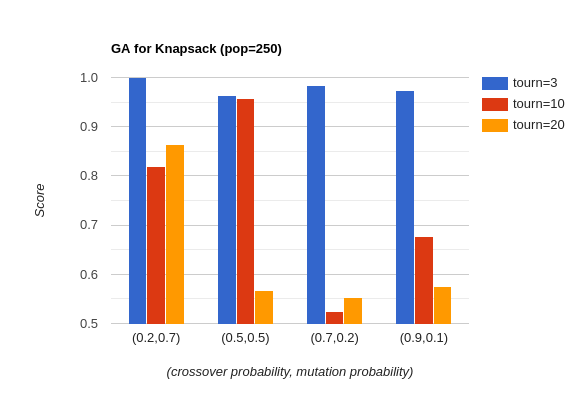 GA for Knapsack (pop=250)
1.0
0.9
0.8
0.7
0.6
0.5
Score
(0.2,0.7)
(0.5,0.5)
(0.7,0.2)
(0.9,0.1)
(crossover probability, mutation probability)
tourn=3
tourn=10
tourn=20